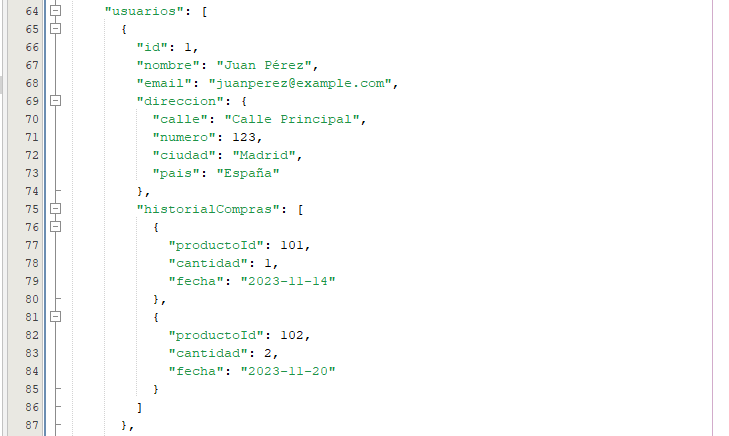 64 "usuarios": [
65 {
66 "id": 1,
67 "nombre": "Juan Pérez",
68 "email": "juanperez@example.com",
69 "direccion": {
70 "calle": "Calle Principal",
71 "numero": 123,
72 "ciudad": "Madrid",
73 "pais": "España"
74 },
75 "historialCompras": [
76 {
77 "productoId": 101,
78 "cantidad": 1,
79 "fecha": "2023-11-14"
80 },
81 {
82 "productoId": 102,
83 "cantidad": 2,
84 "fecha": "2023-11-20"
85 }
86 ]
87 },